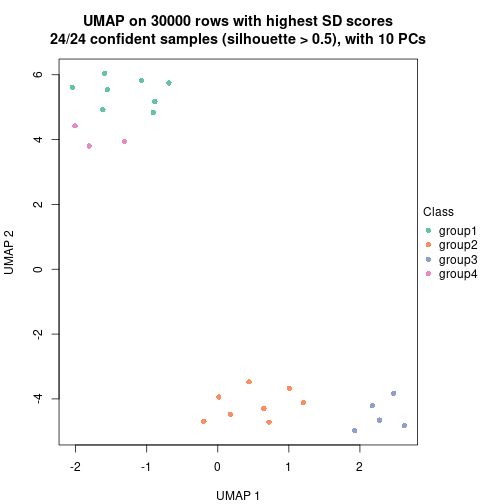 UMAP on 30000 rows with highest SD scores
24/24 confident samples (silhouette > 0.5), with 10 PCs
6
4
2
0
-2
-4
UMAP 2
-2
-1
0
1
2
UMAP 1
Class
group1
group2
group3
group4